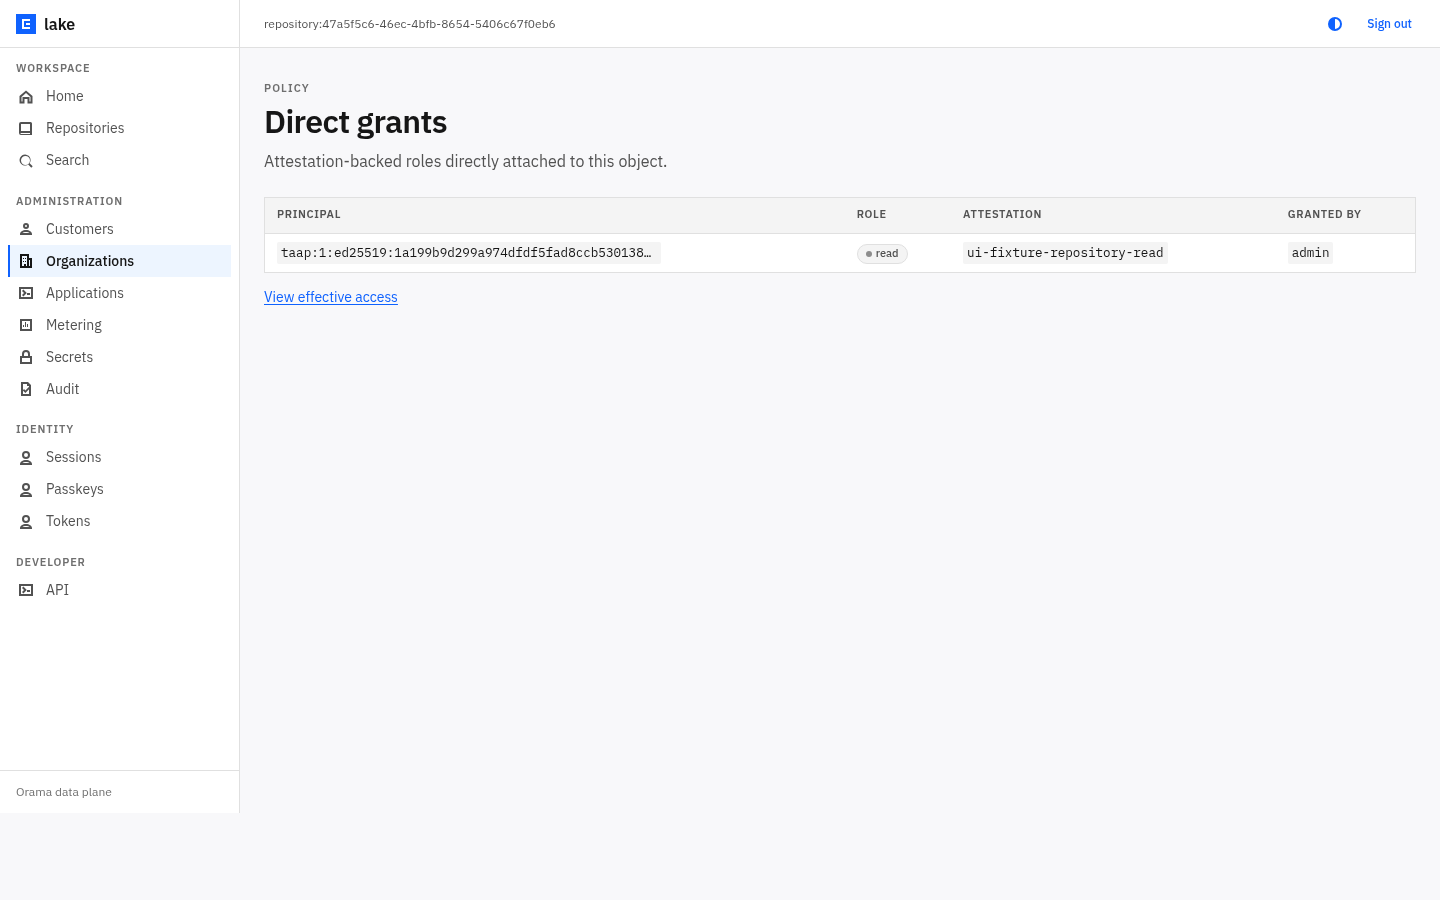 lake
repository:47a5f5c6-46ec-4bfb-8654-5406c67f0eb6
Sign out
WORKSPACE
Home
Repositories
Search
ADMINISTRATION
Customers
Organizations
Applications
Metering
Secrets
Audit
IDENTITY
Sessions
Passkeys
Tokens
DEVELOPER
API
Orama data plane
POLICY
Direct grants
Attestation-backed roles directly attached to this object.
PRINCIPAL ROLE ATTESTATION GRANTED BY
taap:1:ed25519:1a199b9d299a974dfdf5fad8ccb530138… read ui-fixture-repository-read admin
View effective access